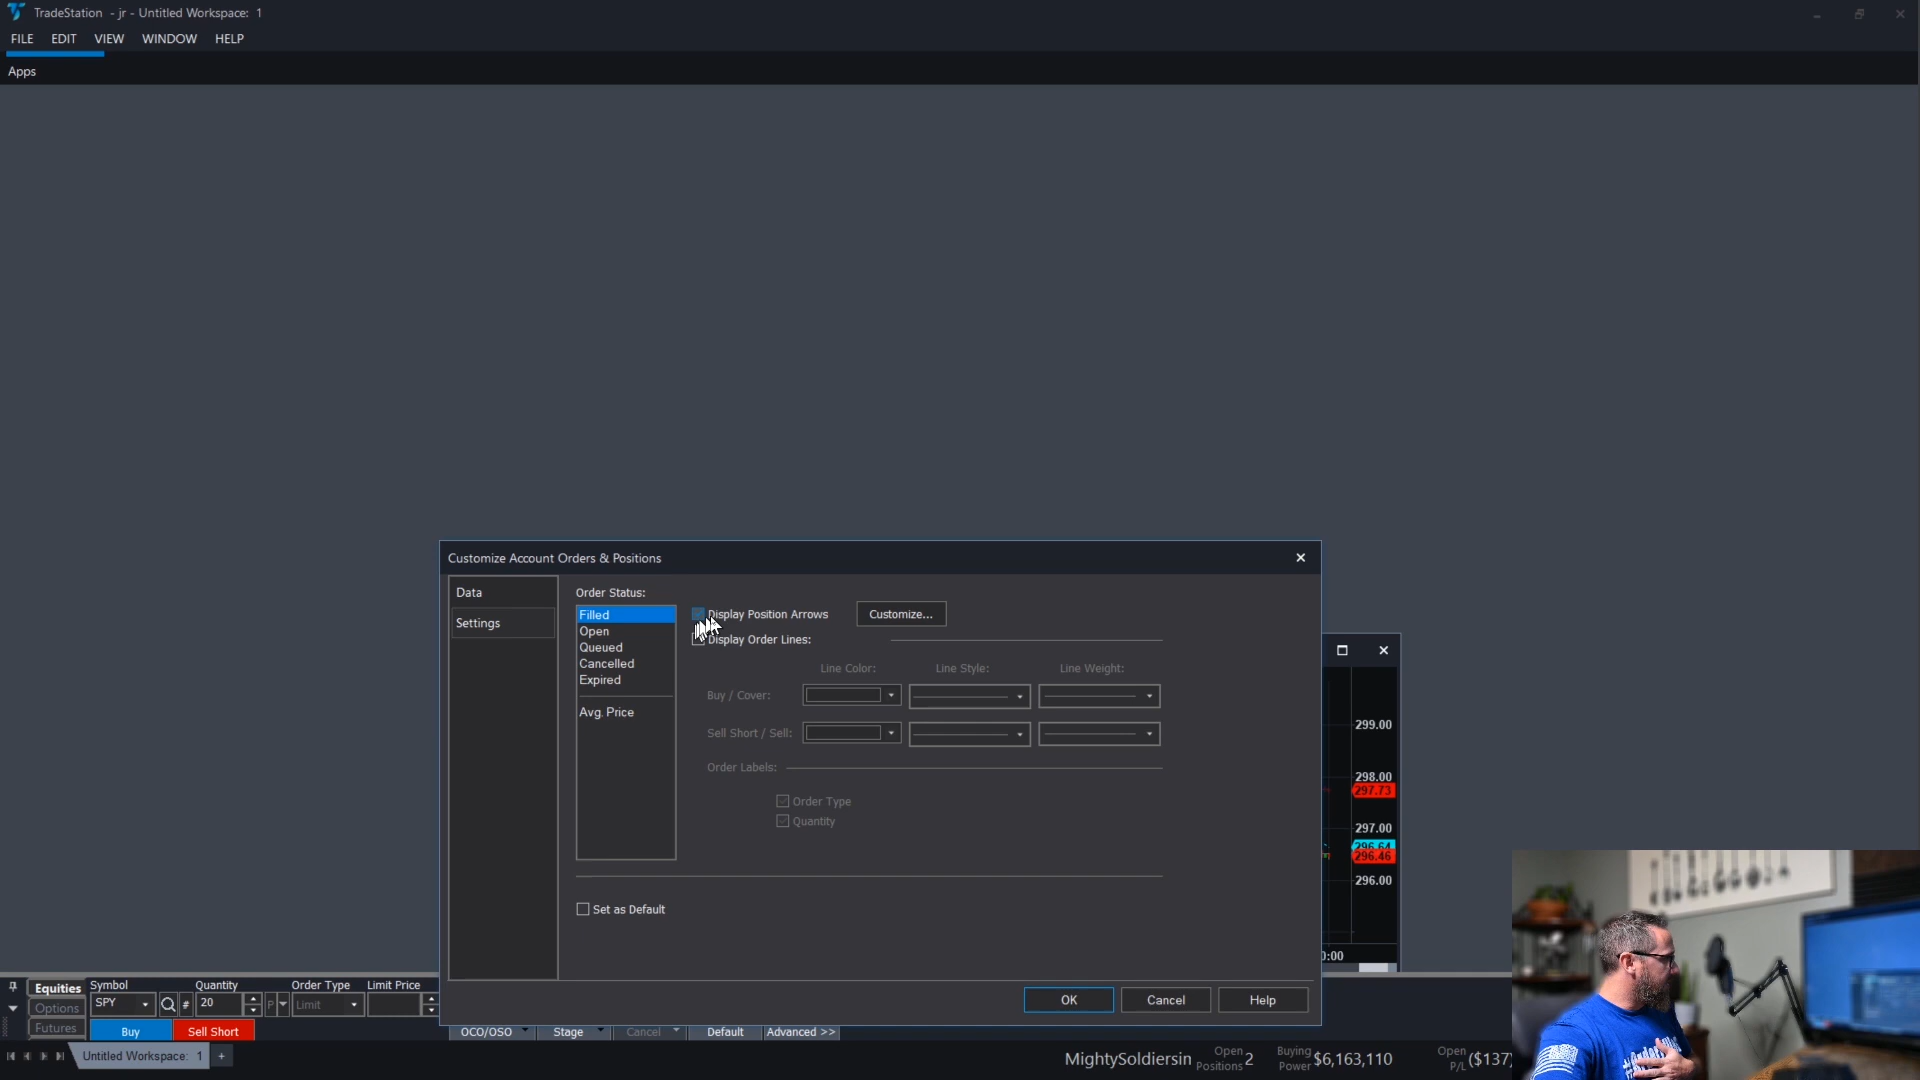 TradeStation - jr - Untitled Workspace: 1
FILE EDIT VIEW WINDOW HELP
Apps
Customize Account Orders & Positions
Data
Settings
Order Status:
Filled
Open
Queued
Cancelled
Expired
Avg. Price
Display Position Arrows
Customize...
Display Order Lines:
Line Color: Line Style: Line Weight:
Buy / Cover:
Sell Short / Sell:
Order Labels:
Order Type
Quantity
Set as Default
OK Cancel Help
299.00
298.00
297.73
297.00
296.64
296.46
296.00
0:00
Equities
Options
Futures
Symbol Quantity Order Type Limit Price
SPY # 20 P Limit
Buy Sell Short
OCO/OSO Stage Cancel Default Advanced >>
Untitled Workspace: 1 +
MightySoldiersin Open Positions 2 Buying Power $6,163,110 Open P/L ($137)